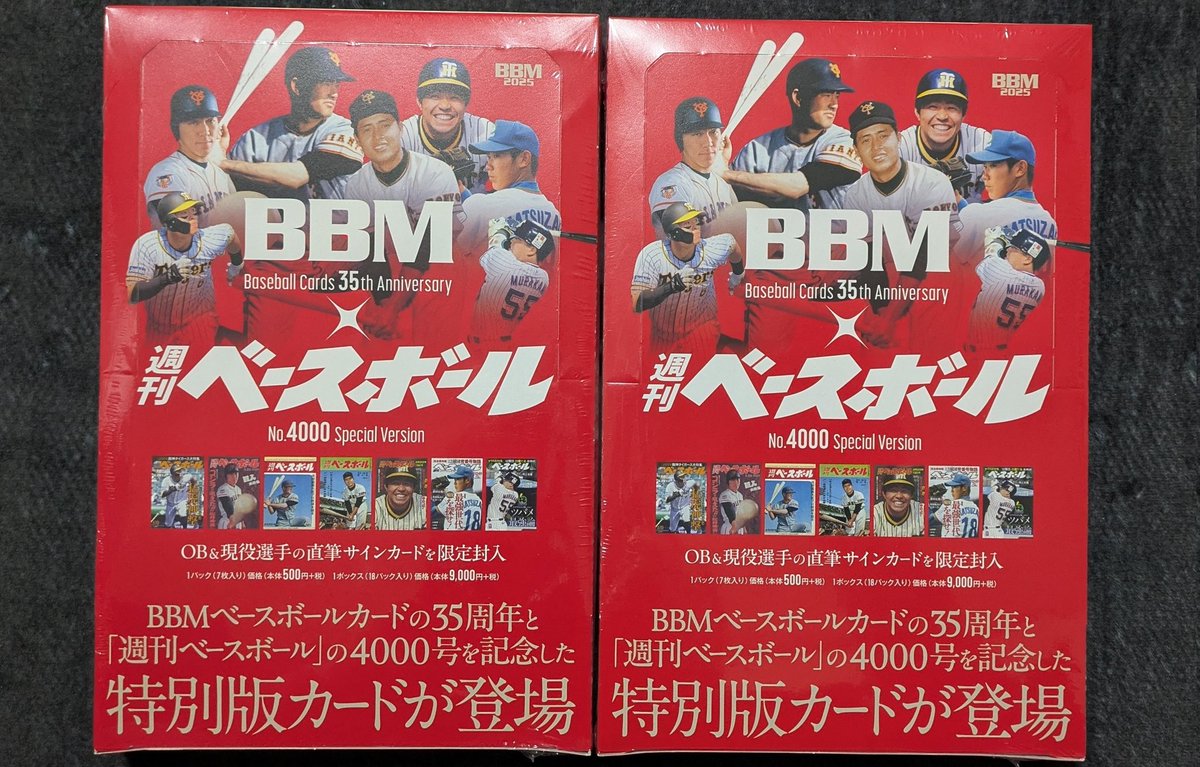 BBM
2025
BBM
Baseball Cards 35th Anniversary
週刊ベースボール
No.4000 Special Version
OB&現役選手の直筆サインカードを限定封入
1パック(7枚入り)価格(本体500円+税) 1ボックス(18パック入り)価格(本体9,000円+税)
BBMベースボールカードの35周年と
「週刊ベースボール」の4000号を記念した
特別版カードが登場
BBM
2025
BBM
Baseball Cards 35th Anniversary
週刊ベースボール
No.4000 Special Version
OB&現役選手の直筆サインカードを限定封入
1パック(7枚入り)価格(本体500円+税) 1ボックス(18パック入り)価格(本体9,000円+税)
BBMベースボールカードの35周年と
「週刊ベースボール」の4000号を記念した
特別版カードが登場